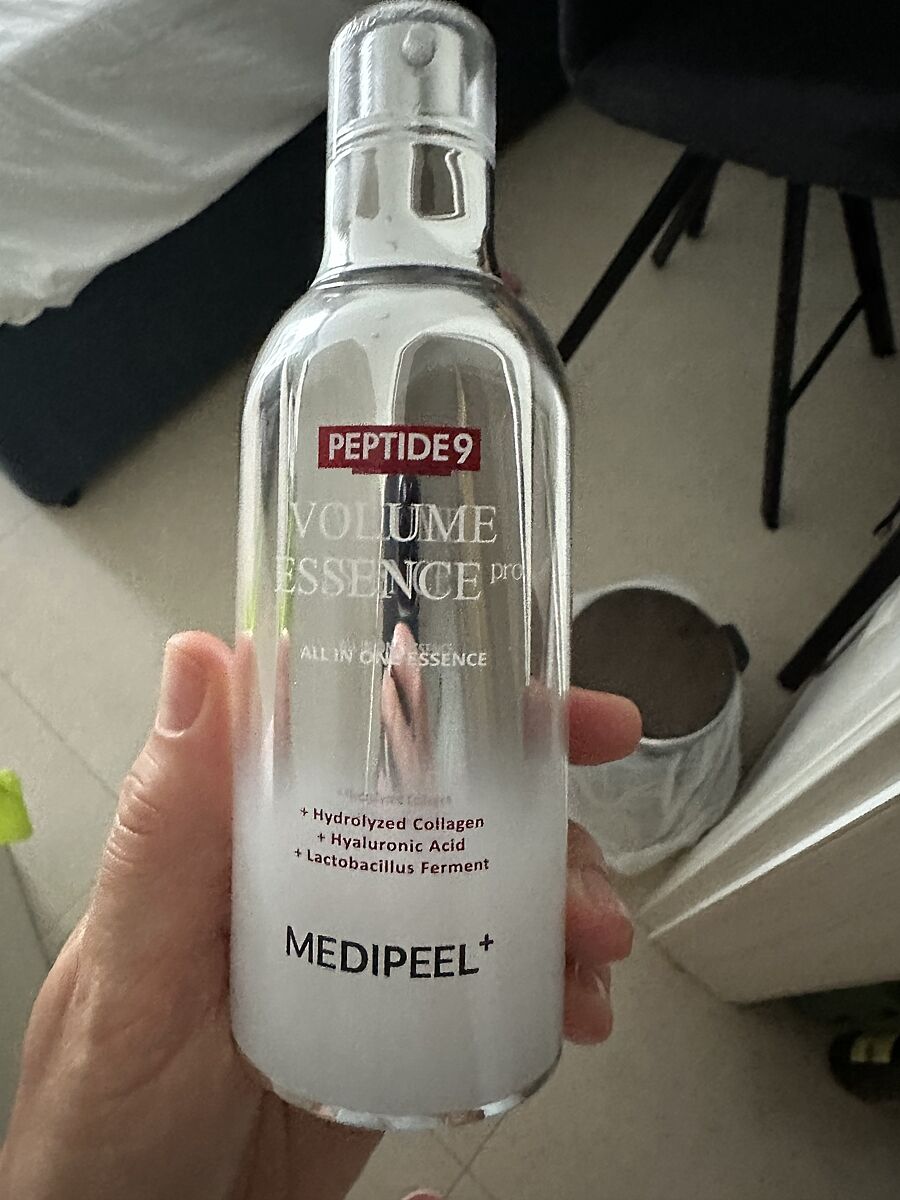 PEPTIDE9
VOLUME
ESSENCE pro
ALL IN ONE ESSENCE
+ Hydrolyzed Collagen
+ Hyaluronic Acid
+ Lactobacillus Ferment
MEDIPEEL+